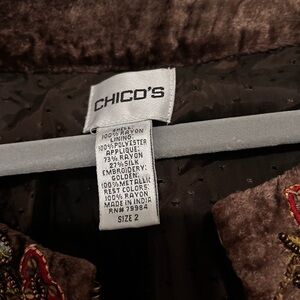 CHICO'S
SHELL:
100% RAYON
LINING:
100% POLYESTER
APPLIQUE:
73% RAYON
27% SILK
EMBROIDERY:
GOLDEN:
100% METALLIC
REST COLORS:
100% RAYON
MADE IN INDIA
RN# 79984
SIZE 2